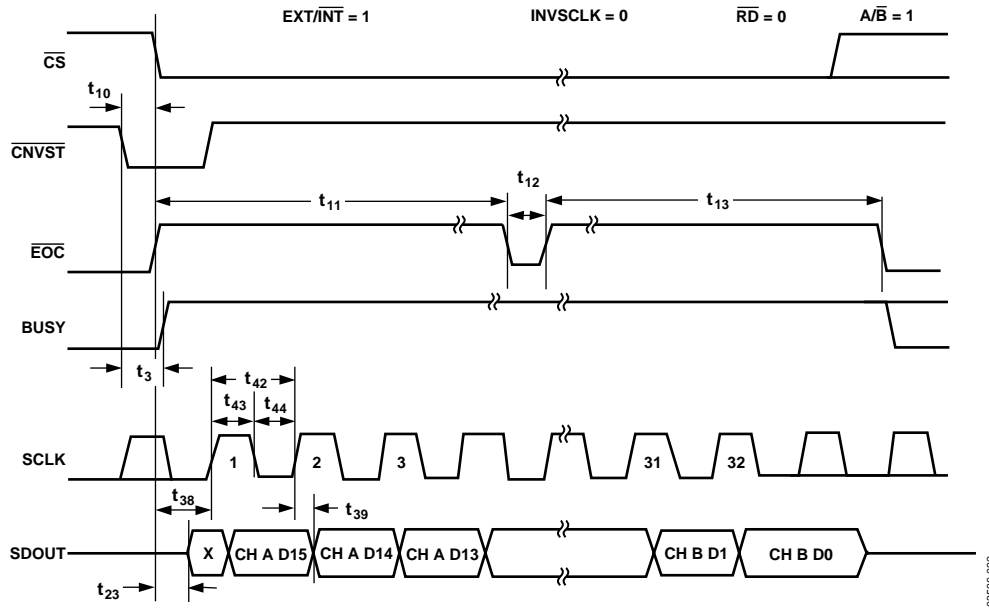 EXT/INT = 1 INVSCLK = 0 RD = 0 A/B = 1
CS
t10
CNVST
t11
t12
t13
EOC
BUSY
t3
t42
t43
t44
SCLK
1 2 3 31 32
t38
t39
SDOUT
X CH A D15 CH A D14 CH A D13 CH B D1 CH B D0
t23